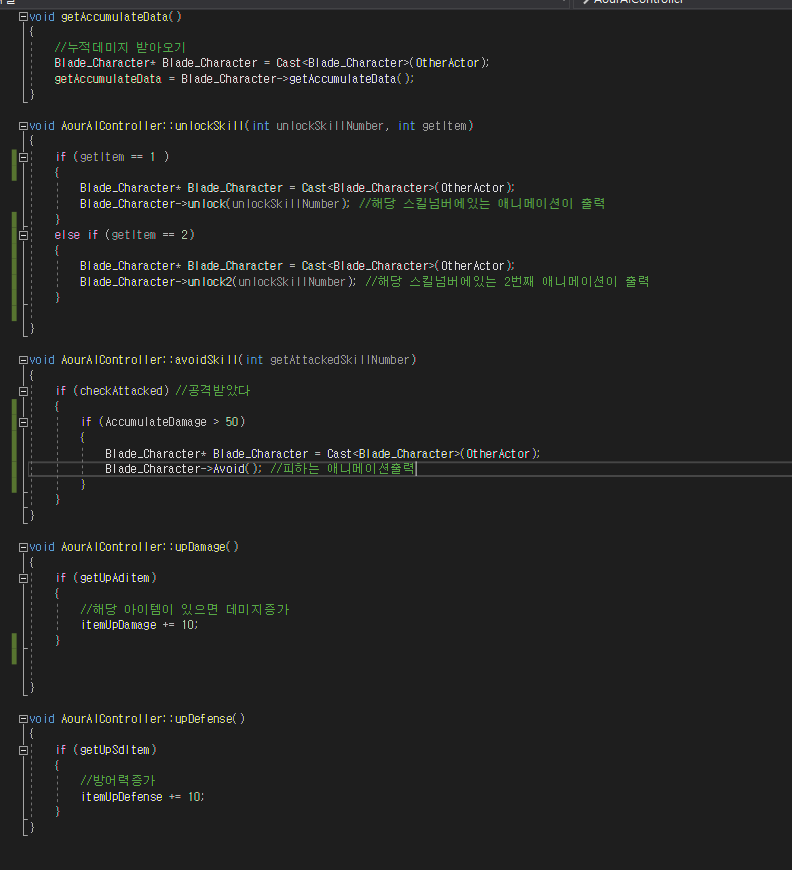 AourAIController
void getAccumulateData()
{
//누적데미지 받아오기
Blade_Character* Blade_Character = Cast<Blade_Character>(OtherActor);
getAccumulateData = Blade_Character->getAccumulateData();
}
void AourAIController::unlockSkill(int unlockSkillNumber, int getItem)
{
if (getItem == 1 )
{
Blade_Character* Blade_Character = Cast<Blade_Character>(OtherActor);
Blade_Character->unlock(unlockSkillNumber); //해당 스킬넘버에있는 애니메이션이 출력
}
else if (getItem == 2)
{
Blade_Character* Blade_Character = Cast<Blade_Character>(OtherActor);
Blade_Character->unlock2(unlockSkillNumber); //해당 스킬넘버에있는 2번째 애니메이션이 출력
}
}
void AourAIController::avoidSkill(int getAttackedSkillNumber)
{
if (checkAttacked) //공격받았다
{
if (AccumulateDamage > 50)
{
Blade_Character* Blade_Character = Cast<Blade_Character>(OtherActor);
Blade_Character->Avoid(); //피하는 애니메이션출력
}
}
}
void AourAIController::upDamage()
{
if (getUpAditem)
{
//해당 아이템이 있으면 데미지증가
itemUpDamage += 10;
}
}
void AourAIController::upDefense()
{
if (getUpSdItem)
{
//방어력증가
itemUpDefense += 10;
}
}